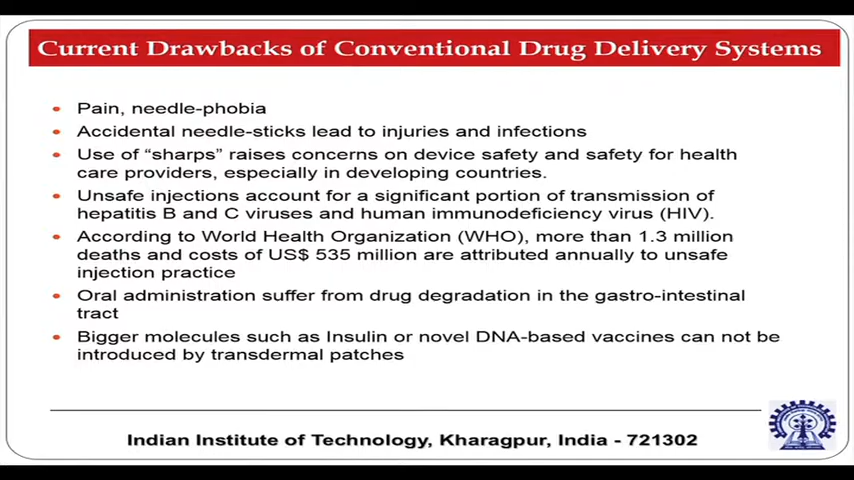 Current Drawbacks of Conventional Drug Delivery Systems
Pain, needle-phobia
Accidental needle-sticks lead to injuries and infections
Use of “sharps” raises concerns on device safety and safety for health
care providers, especially in developing countries.
Unsafe injections account for a significant portion of transmission of
hepatitis B and C viruses and human immunodeficiency virus (HIV).
According to World Health Organization (WHO), more than 1.3 million
deaths and costs of US$ 535 million are attributed annually to unsafe
injection practice
Oral administration suffer from drug degradation in the gastro-intestinal
tract
Bigger molecules such as Insulin or novel DNA-based vaccines can not be
introduced by transdermal patches
Indian Institute of Technology, Kharagpur, India - 721302